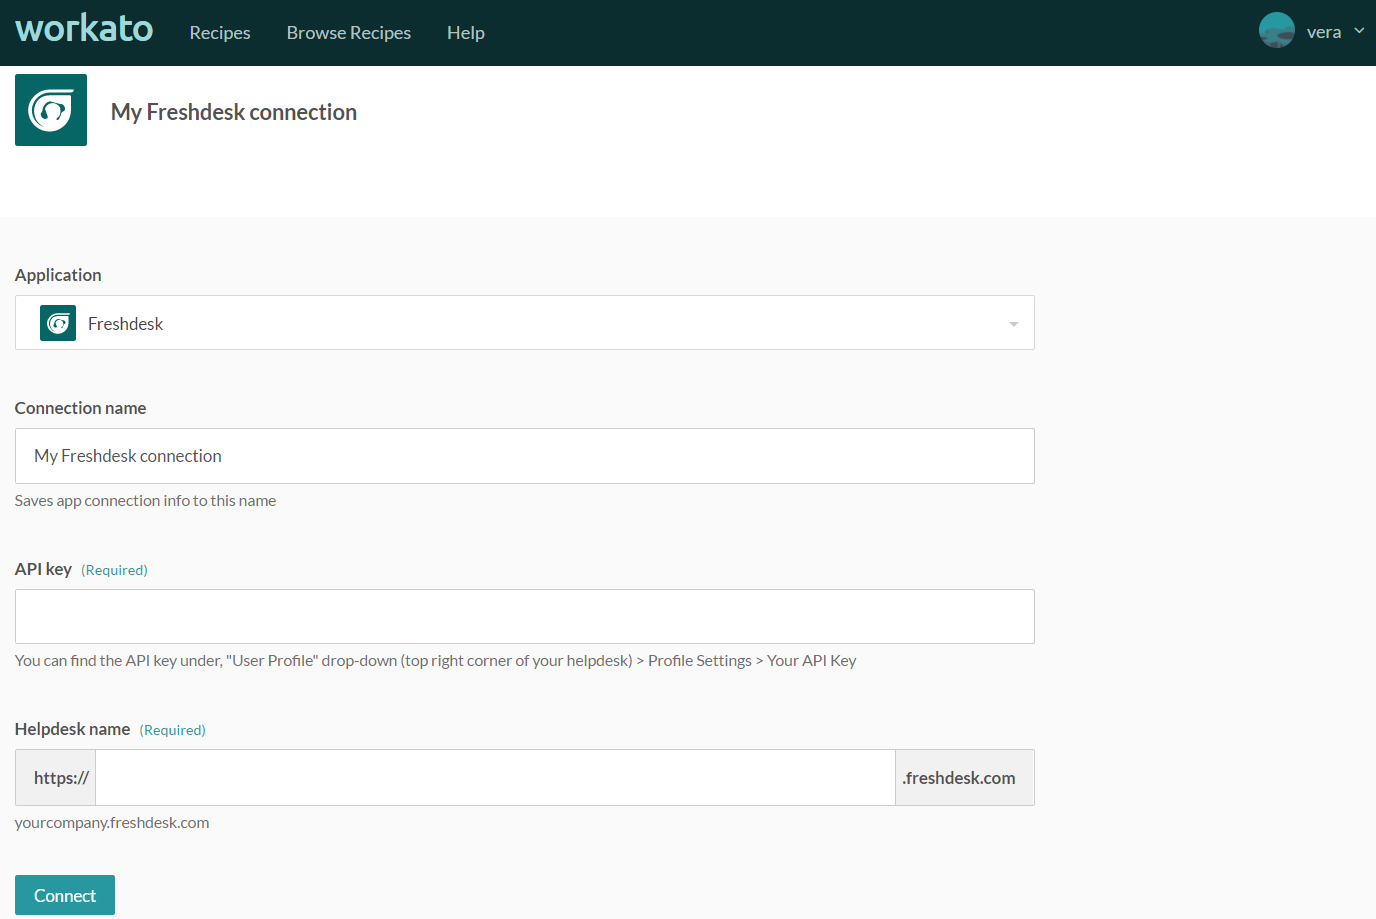 workato Recipes Browse Recipes Help vera
My Freshdesk connection
Application
Freshdesk
Connection name
My Freshdesk connection
Saves app connection info to this name
API key (Required)
You can find the API key under, "User Profile" drop-down (top right corner of your helpdesk) > Profile Settings > Your API Key
Helpdesk name (Required)
https:// .freshdesk.com
yourcompany.freshdesk.com
Connect